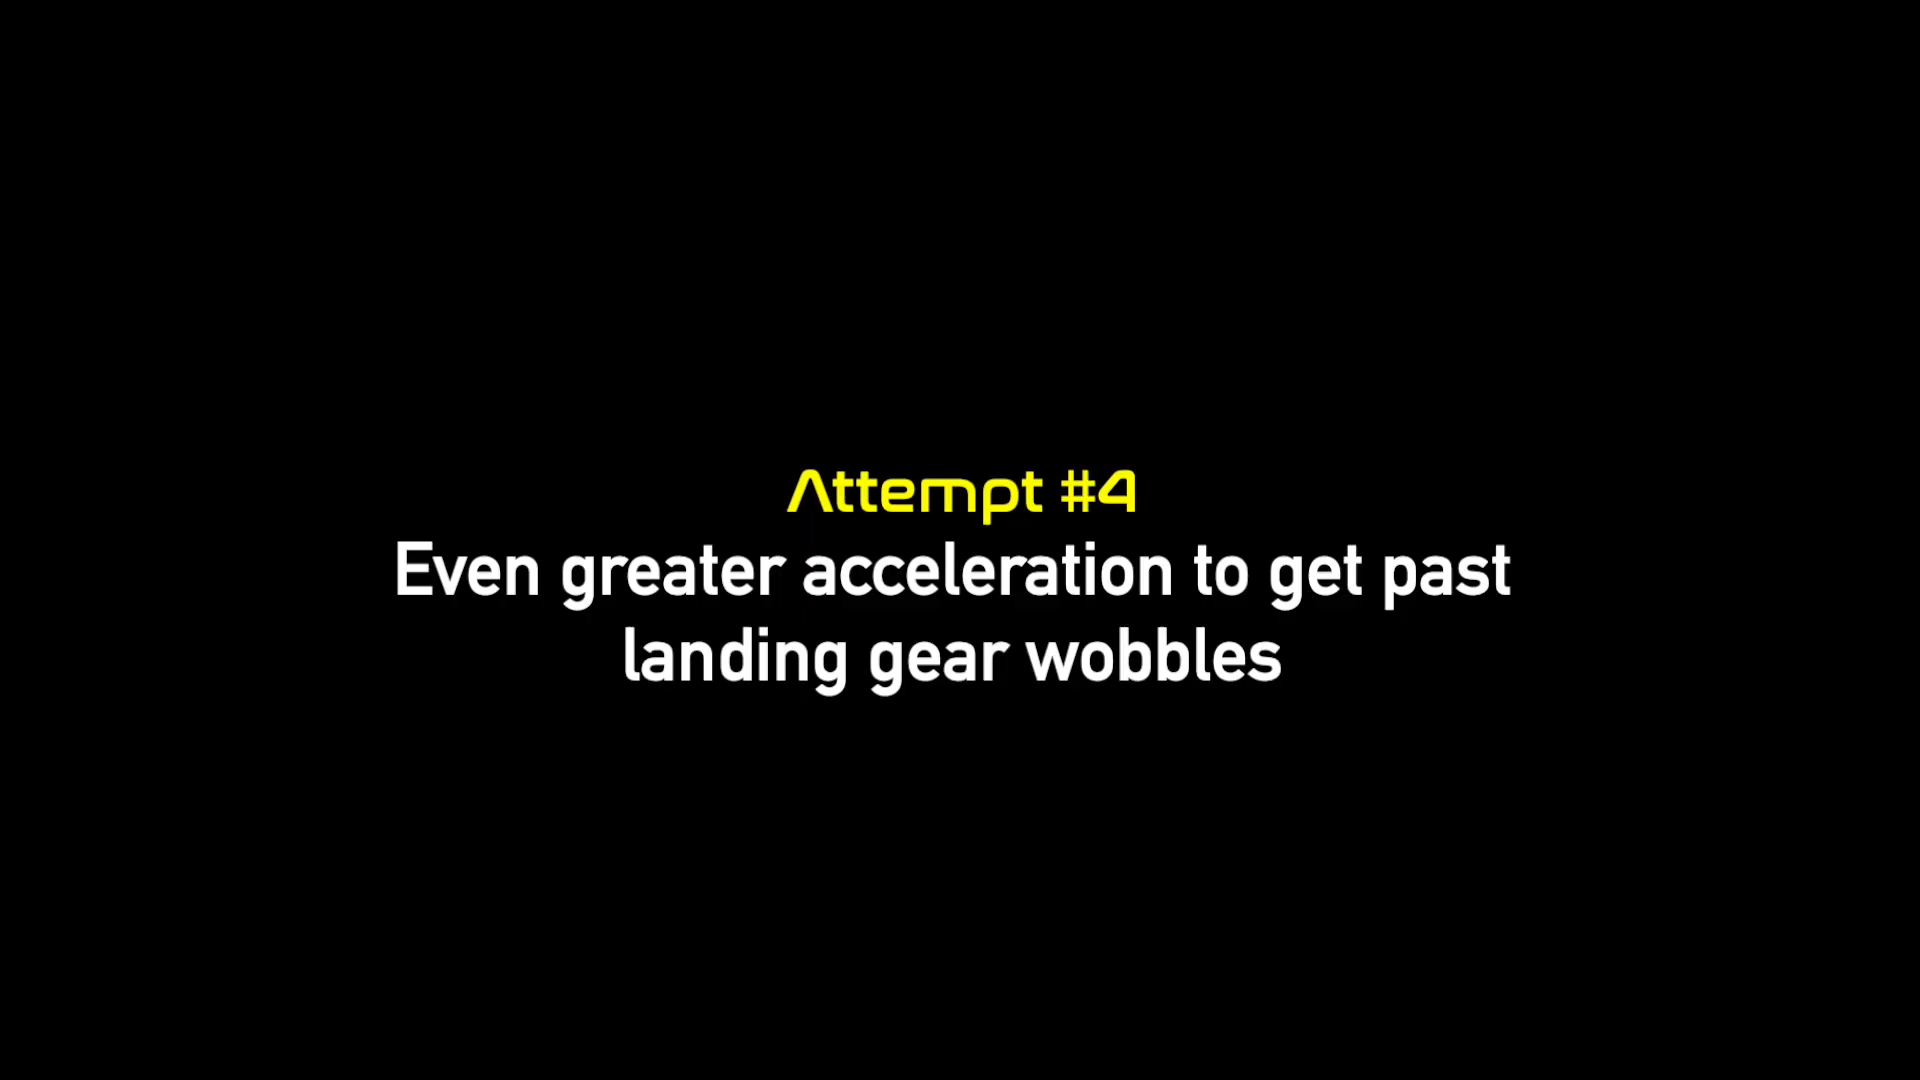 Attempt #4
Even greater acceleration to get past
landing gear wobbles